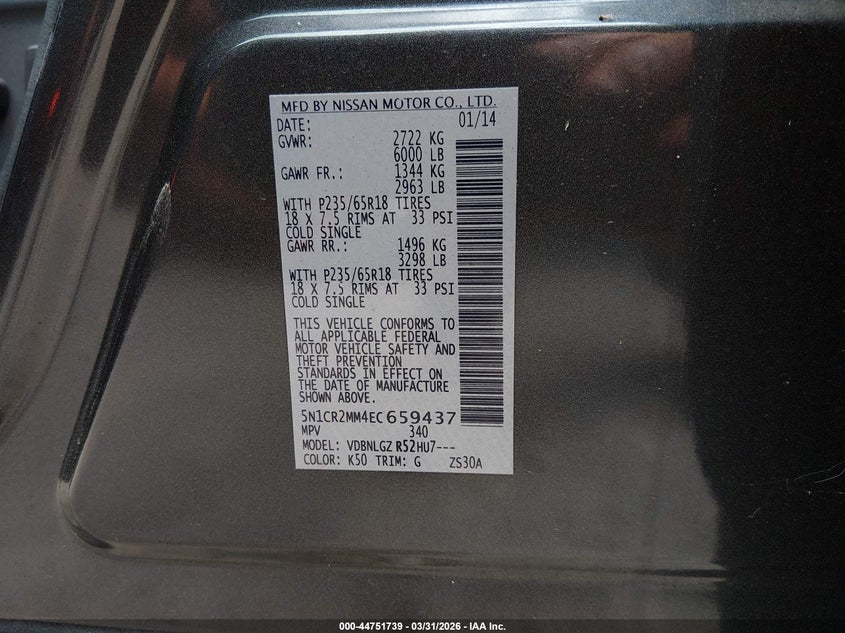 MFD BY NISSAN MOTOR CO., LTD.
DATE: 01/14
GVWR: 2722 KG
6000 LB
GAWR FR.: 1344 KG
2963 LB
WITH P235/65R18 TIRES
18 X 7.5 RIMS AT 33 PSI
COLD SINGLE
GAWR RR.: 1496 KG
3298 LB
WITH P235/65R18 TIRES
18 X 7.5 RIMS AT 33 PSI
COLD SINGLE
THIS VEHICLE CONFORMS TO
ALL APPLICABLE FEDERAL
MOTOR VEHICLE SAFETY AND
THEFT PREVENTION
STANDARDS IN EFFECT ON
THE DATE OF MANUFACTURE
SHOWN ABOVE.
5N1CR2MM4EC659437
MPV 340
MODEL: VDBNLGZ R52HU7---
COLOR: K50 TRIM: G ZS30A
000-44751739 - 03/31/2026 - IAA Inc.